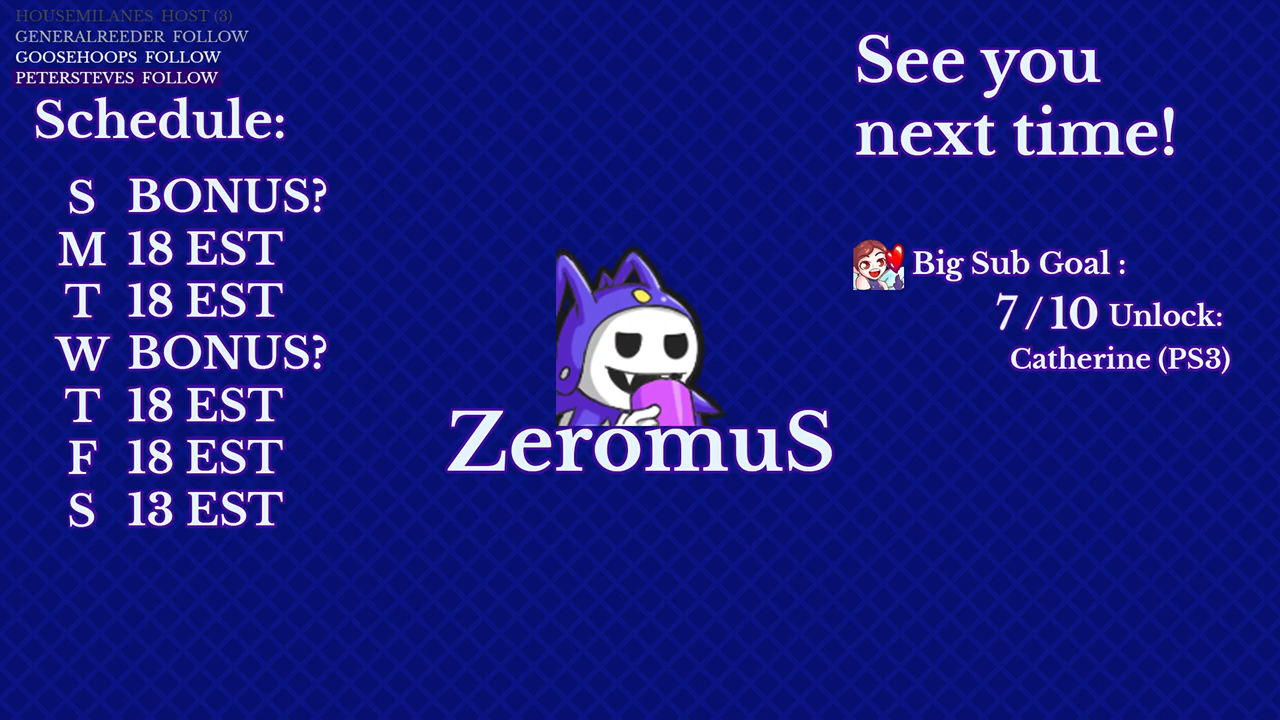 HOUSEMILANES HOST (3)
GENERALREEDER FOLLOW
GOOSEHOOPS FOLLOW
PETERSTEVES FOLLOW
Schedule:
S BONUS?
M 18 EST
T 18 EST
W BONUS?
T 18 EST
F 18 EST
S 13 EST
ZeromuS
See you
next time!
Big Sub Goal :
7/10 Unlock:
Catherine (PS3)